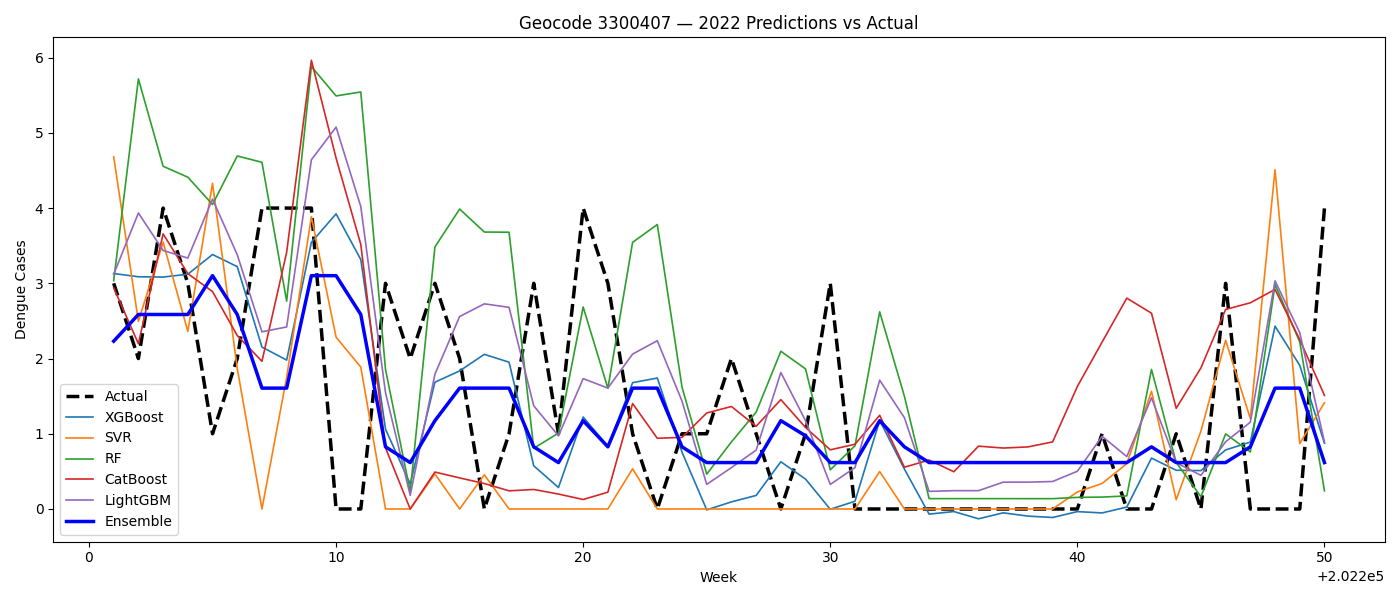 Geocode 3300407 — 2022 Predictions vs Actual
Dengue Cases
6
5
4
3
2
1
0
Actual
XGBoost
SVR
RF
CatBoost
LightGBM
Ensemble
0 10 20 30 40 50
Week
+2.022e5